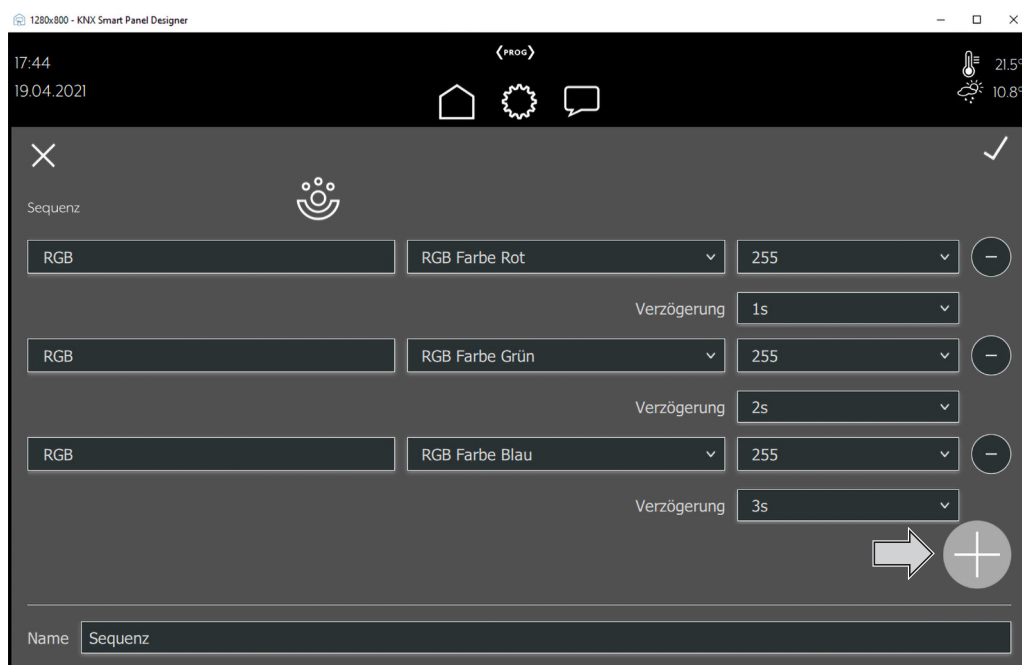 1280x800 - KNX Smart Panel Designer
17:44
PROG
21.5°
19.04.2021
10.8°
Sequenz
RGB RGB Farbe Rot 255
Verzögerung 1s
RGB RGB Farbe Grün 255
Verzögerung 2s
RGB RGB Farbe Blau 255
Verzögerung 3s
Name Sequenz